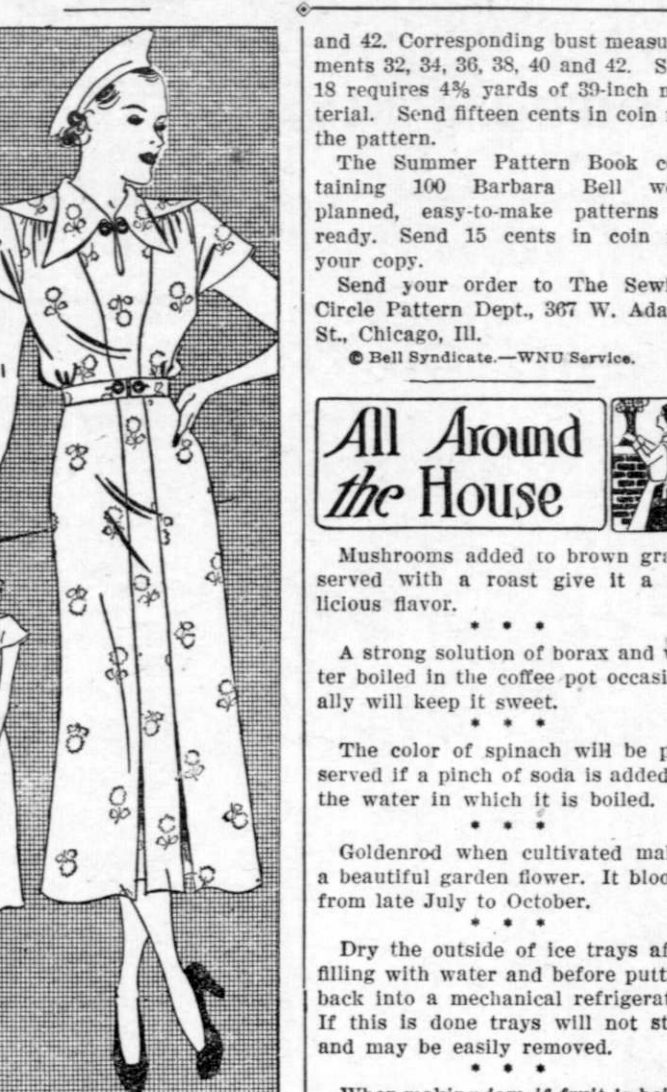 and 42. Corresponding bust measu
ments 32, 34, 36, 38, 40 and 42. S
18 requires 4⅜ yards of 39-inch m
terial. Send fifteen cents in coin
the pattern.
The Summer Pattern Book co
taining 100 Barbara Bell we
planned, easy-to-make patterns
ready. Send 15 cents in coin
your copy.
Send your order to The Sewi
Circle Pattern Dept., 367 W. Ada
St., Chicago, Ill.
© Bell Syndicate.—WNU Service.
All Around
the House
Mushrooms added to brown gra
served with a roast give it a
licious flavor.
* * *
A strong solution of borax and w
ter boiled in the coffee pot occasi
ally will keep it sweet.
* * *
The color of spinach will be p
served if a pinch of soda is added
the water in which it is boiled.
* * *
Goldenrod when cultivated mak
a beautiful garden flower. It bloo
from late July to October.
* * *
Dry the outside of ice trays af
filling with water and before putt
back into a mechanical refrigerat
If this is done trays will not st
and may be easily removed.
* * *